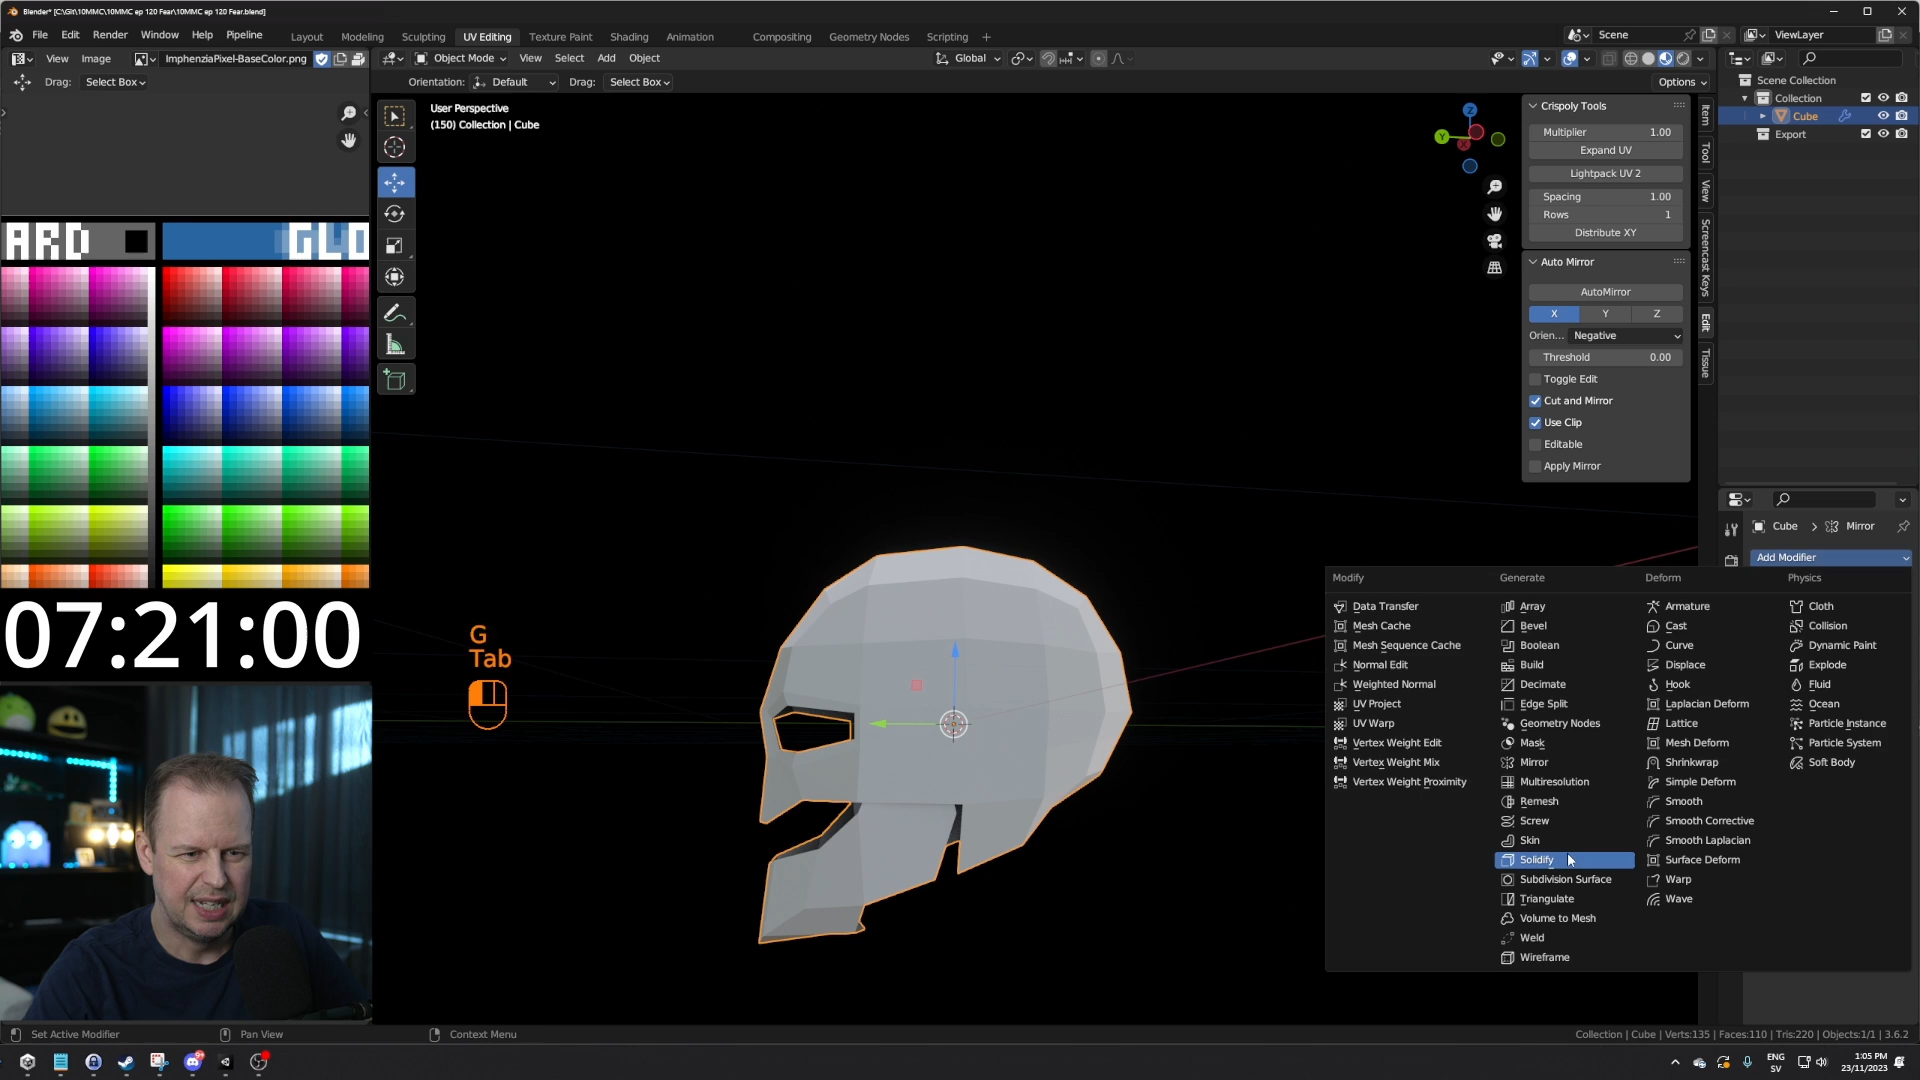 Blender* [C:\Git\10MMC\10MMC ep 120 Fear\10MMC ep 120 Fear.blend]
File Edit Render Window Help Pipeline
Layout Modeling Sculpting UV Editing Texture Paint Shading Animation Compositing Geometry Nodes Scripting +
Scene ViewLayer
View Image ImphenziaPixel-BaseColor.png
Object Mode View Select Add Object Global
Drag: Select Box
Orientation: Default Drag: Select Box Options
User Perspective
(150) Collection | Cube
ARD GLO
07:21:00
G
Tab
Z
Y
X
Crispoly Tools
Multiplier 1.00
Expand UV
Lightpack UV 2
Spacing 1.00
Rows 1
Distribute XY
Auto Mirror
AutoMirror
X Y Z
Orien... Negative
Threshold 0.00
Toggle Edit
Cut and Mirror
Use Clip
Editable
Apply Mirror
Item
Tool
View
Screencast Keys
Edit
Tissue
Scene Collection
Collection
Cube
Export
Cube > Mirror
Add Modifier
Modify
Data Transfer
Mesh Cache
Mesh Sequence Cache
Normal Edit
Weighted Normal
UV Project
UV Warp
Vertex Weight Edit
Vertex Weight Mix
Vertex Weight Proximity
Generate
Array
Bevel
Boolean
Build
Decimate
Edge Split
Geometry Nodes
Mask
Mirror
Multiresolution
Remesh
Screw
Skin
Solidify
Subdivision Surface
Triangulate
Volume to Mesh
Weld
Wireframe
Deform
Armature
Cast
Curve
Displace
Hook
Laplacian Deform
Lattice
Mesh Deform
Shrinkwrap
Simple Deform
Smooth
Smooth Corrective
Smooth Laplacian
Surface Deform
Warp
Wave
Physics
Cloth
Collision
Dynamic Paint
Explode
Fluid
Ocean
Particle Instance
Particle System
Soft Body
Set Active Modifier Pan View Context Menu
Collection | Cube | Verts:135 | Faces:110 | Tris:220 | Objects:1/1 | 3.6.2
ENG
SV
1:05 PM
23/11/2023